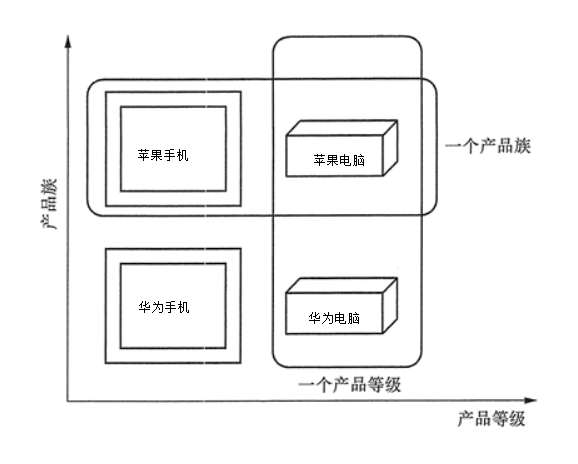 苹果手机
苹果电脑
一个产品族
产品族
华为手机
华为电脑
一个产品等级
产品等级